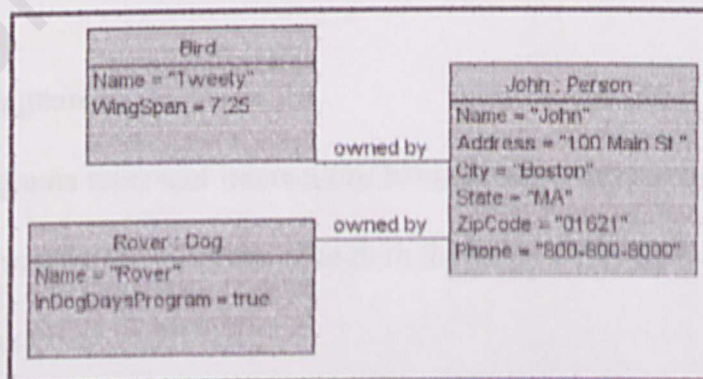 Bird
Name = "Tweety"
WingSpan = 7.25
owned by
John : Person
Name = "John"
Address = "100 Main St."
City = "Boston"
State = "MA"
ZipCode = "01621"
Phone = "800-800-8000"
owned by
Rover : Dog
Name = "Rover"
InDogDaysProgram = true